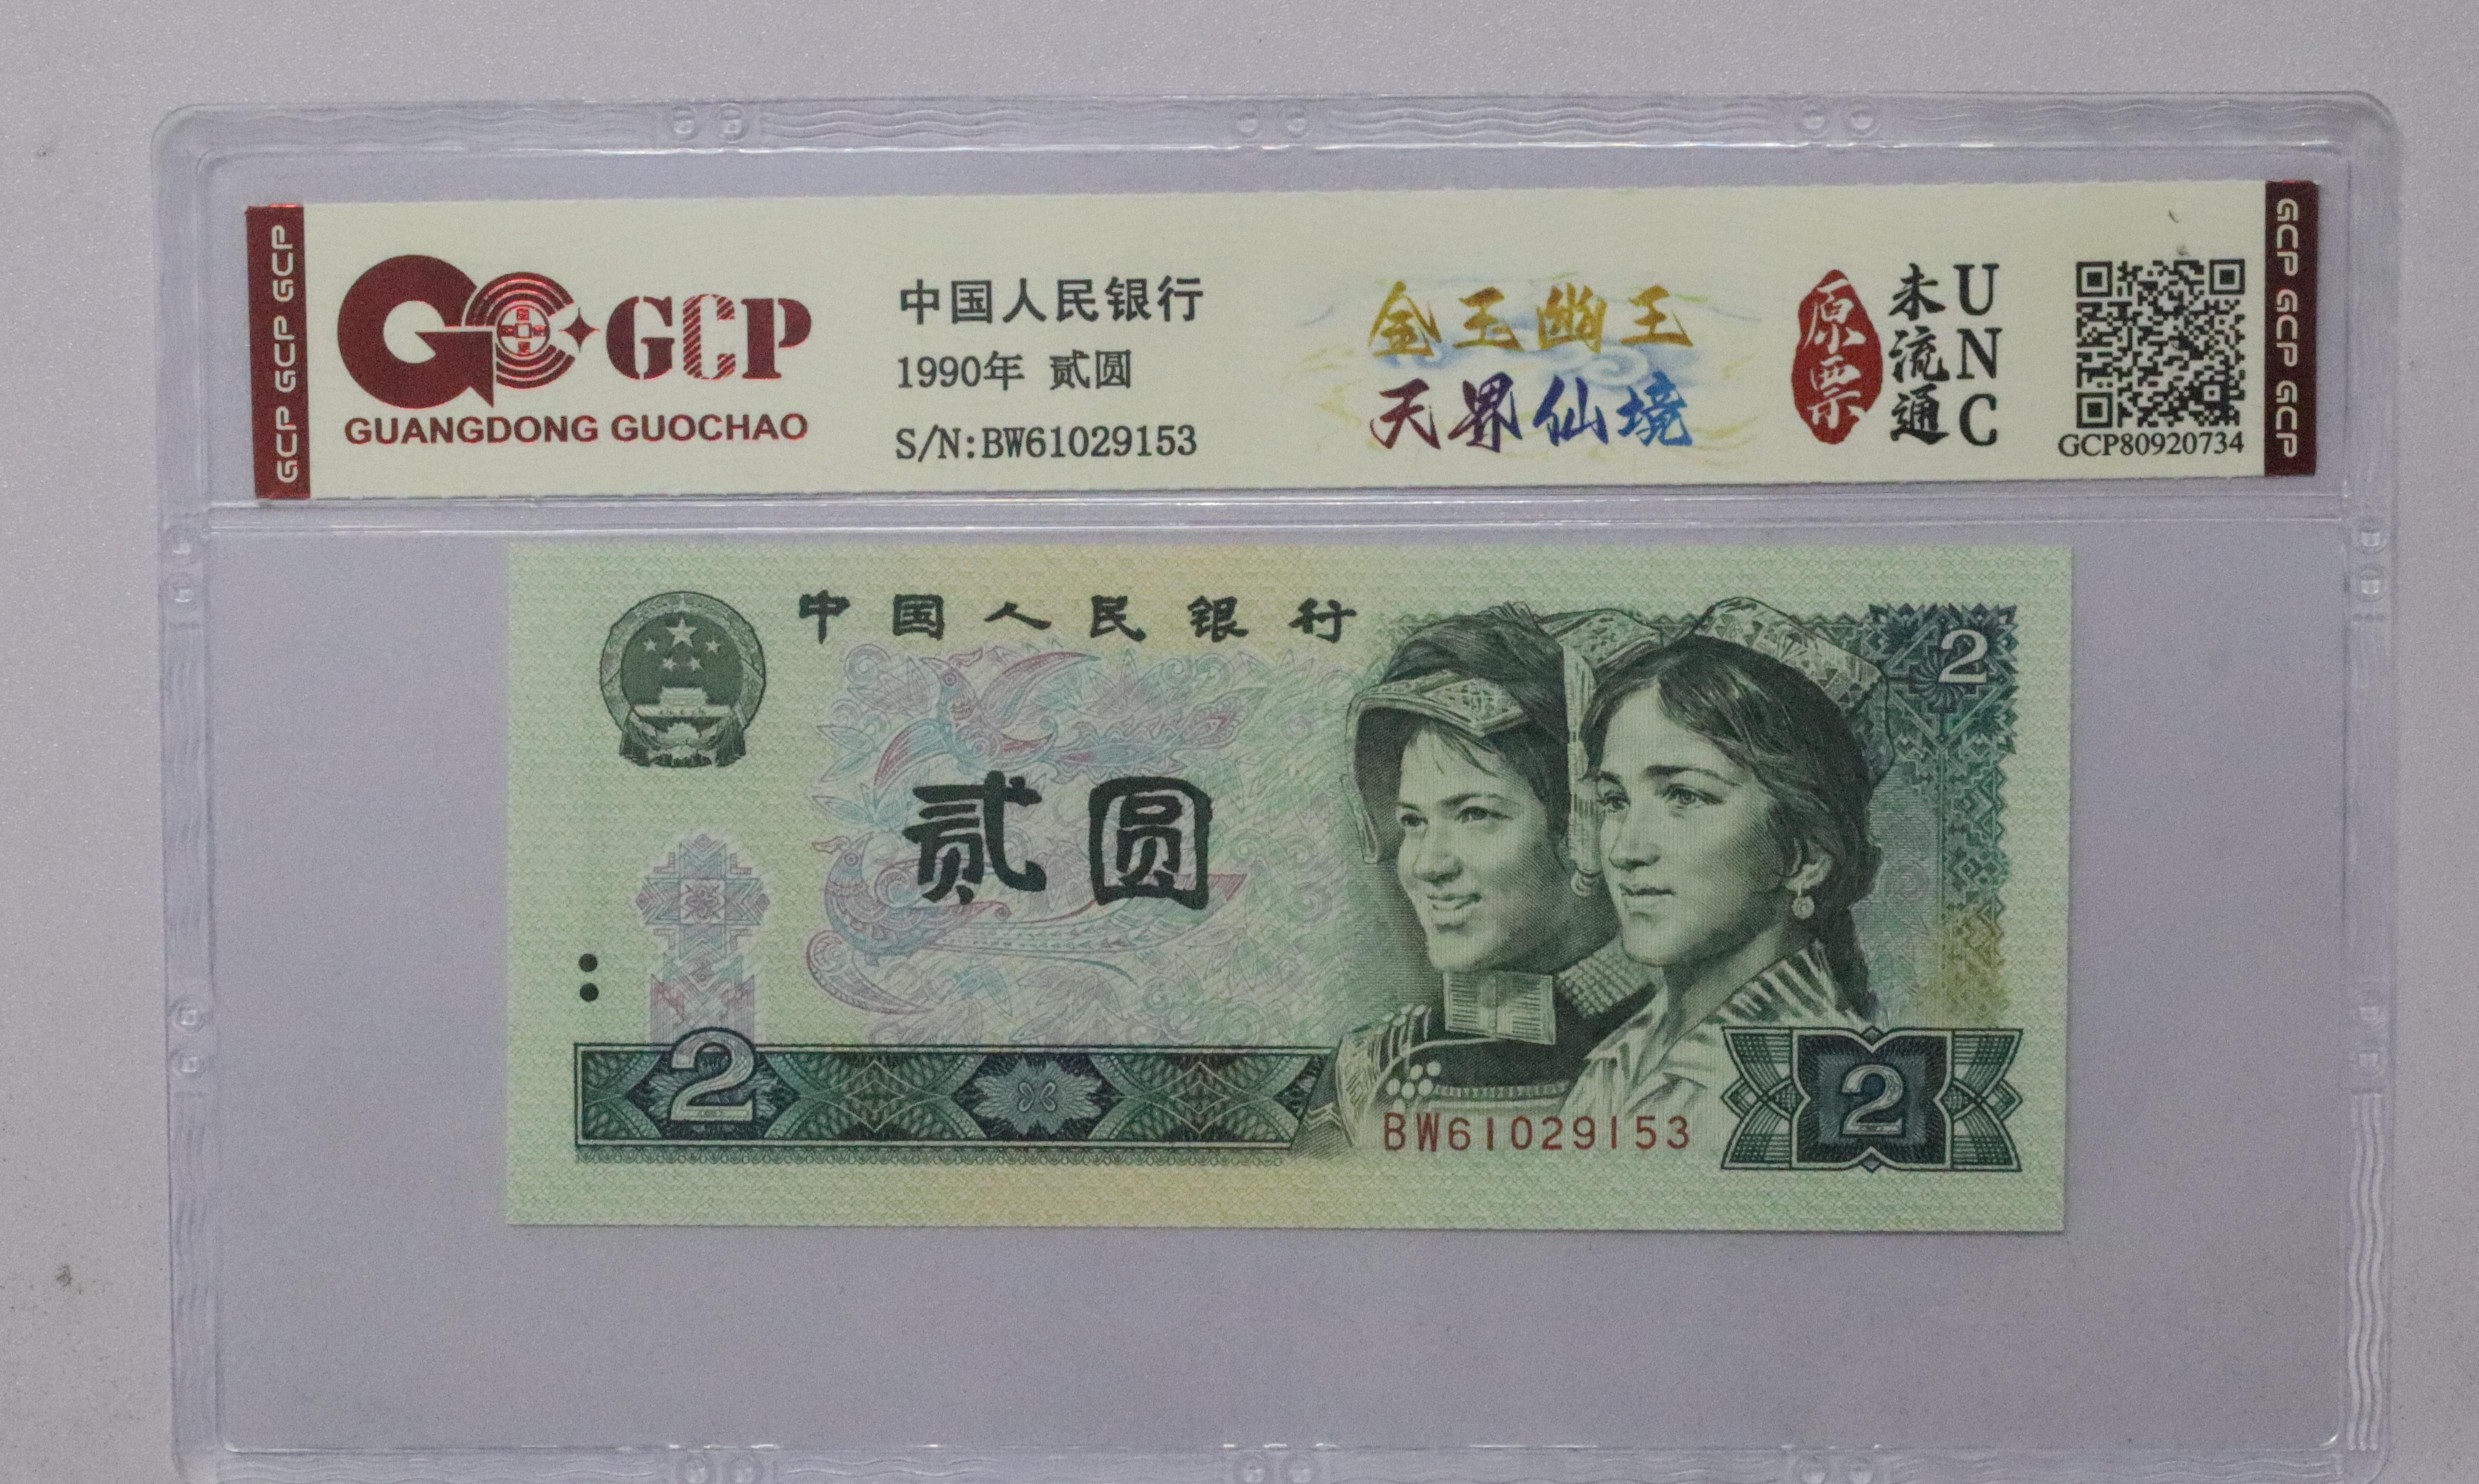 GCP GCP GCP
GCP
GUANGDONG GUOCHAO
中国人民银行
1990年 贰圆
S/N:BW61029153
金玉幽王
天界仙境
原票
未流通
UNC
GCP80920734
GCP GCP GCP
中国人民银行
2
贰圆
2
BW61029153
2